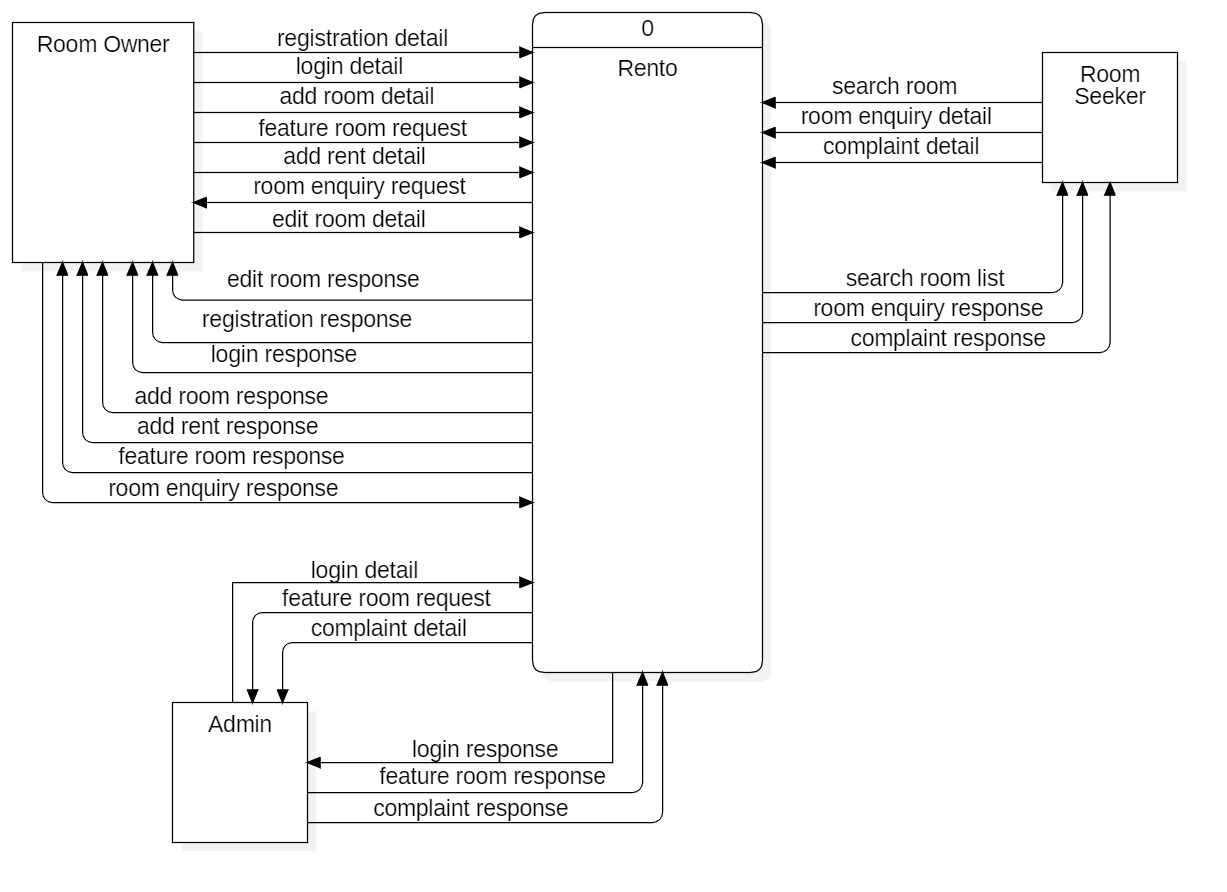 Room Owner
registration detail
login detail
add room detail
feature room request
add rent detail
room enquiry request
edit room detail
edit room response
registration response
login response
add room response
add rent response
feature room response
room enquiry response
0
Rento
Room
Seeker
search room
room enquiry detail
complaint detail
search room list
room enquiry response
complaint response
login detail
feature room request
complaint detail
Admin
login response
feature room response
complaint response